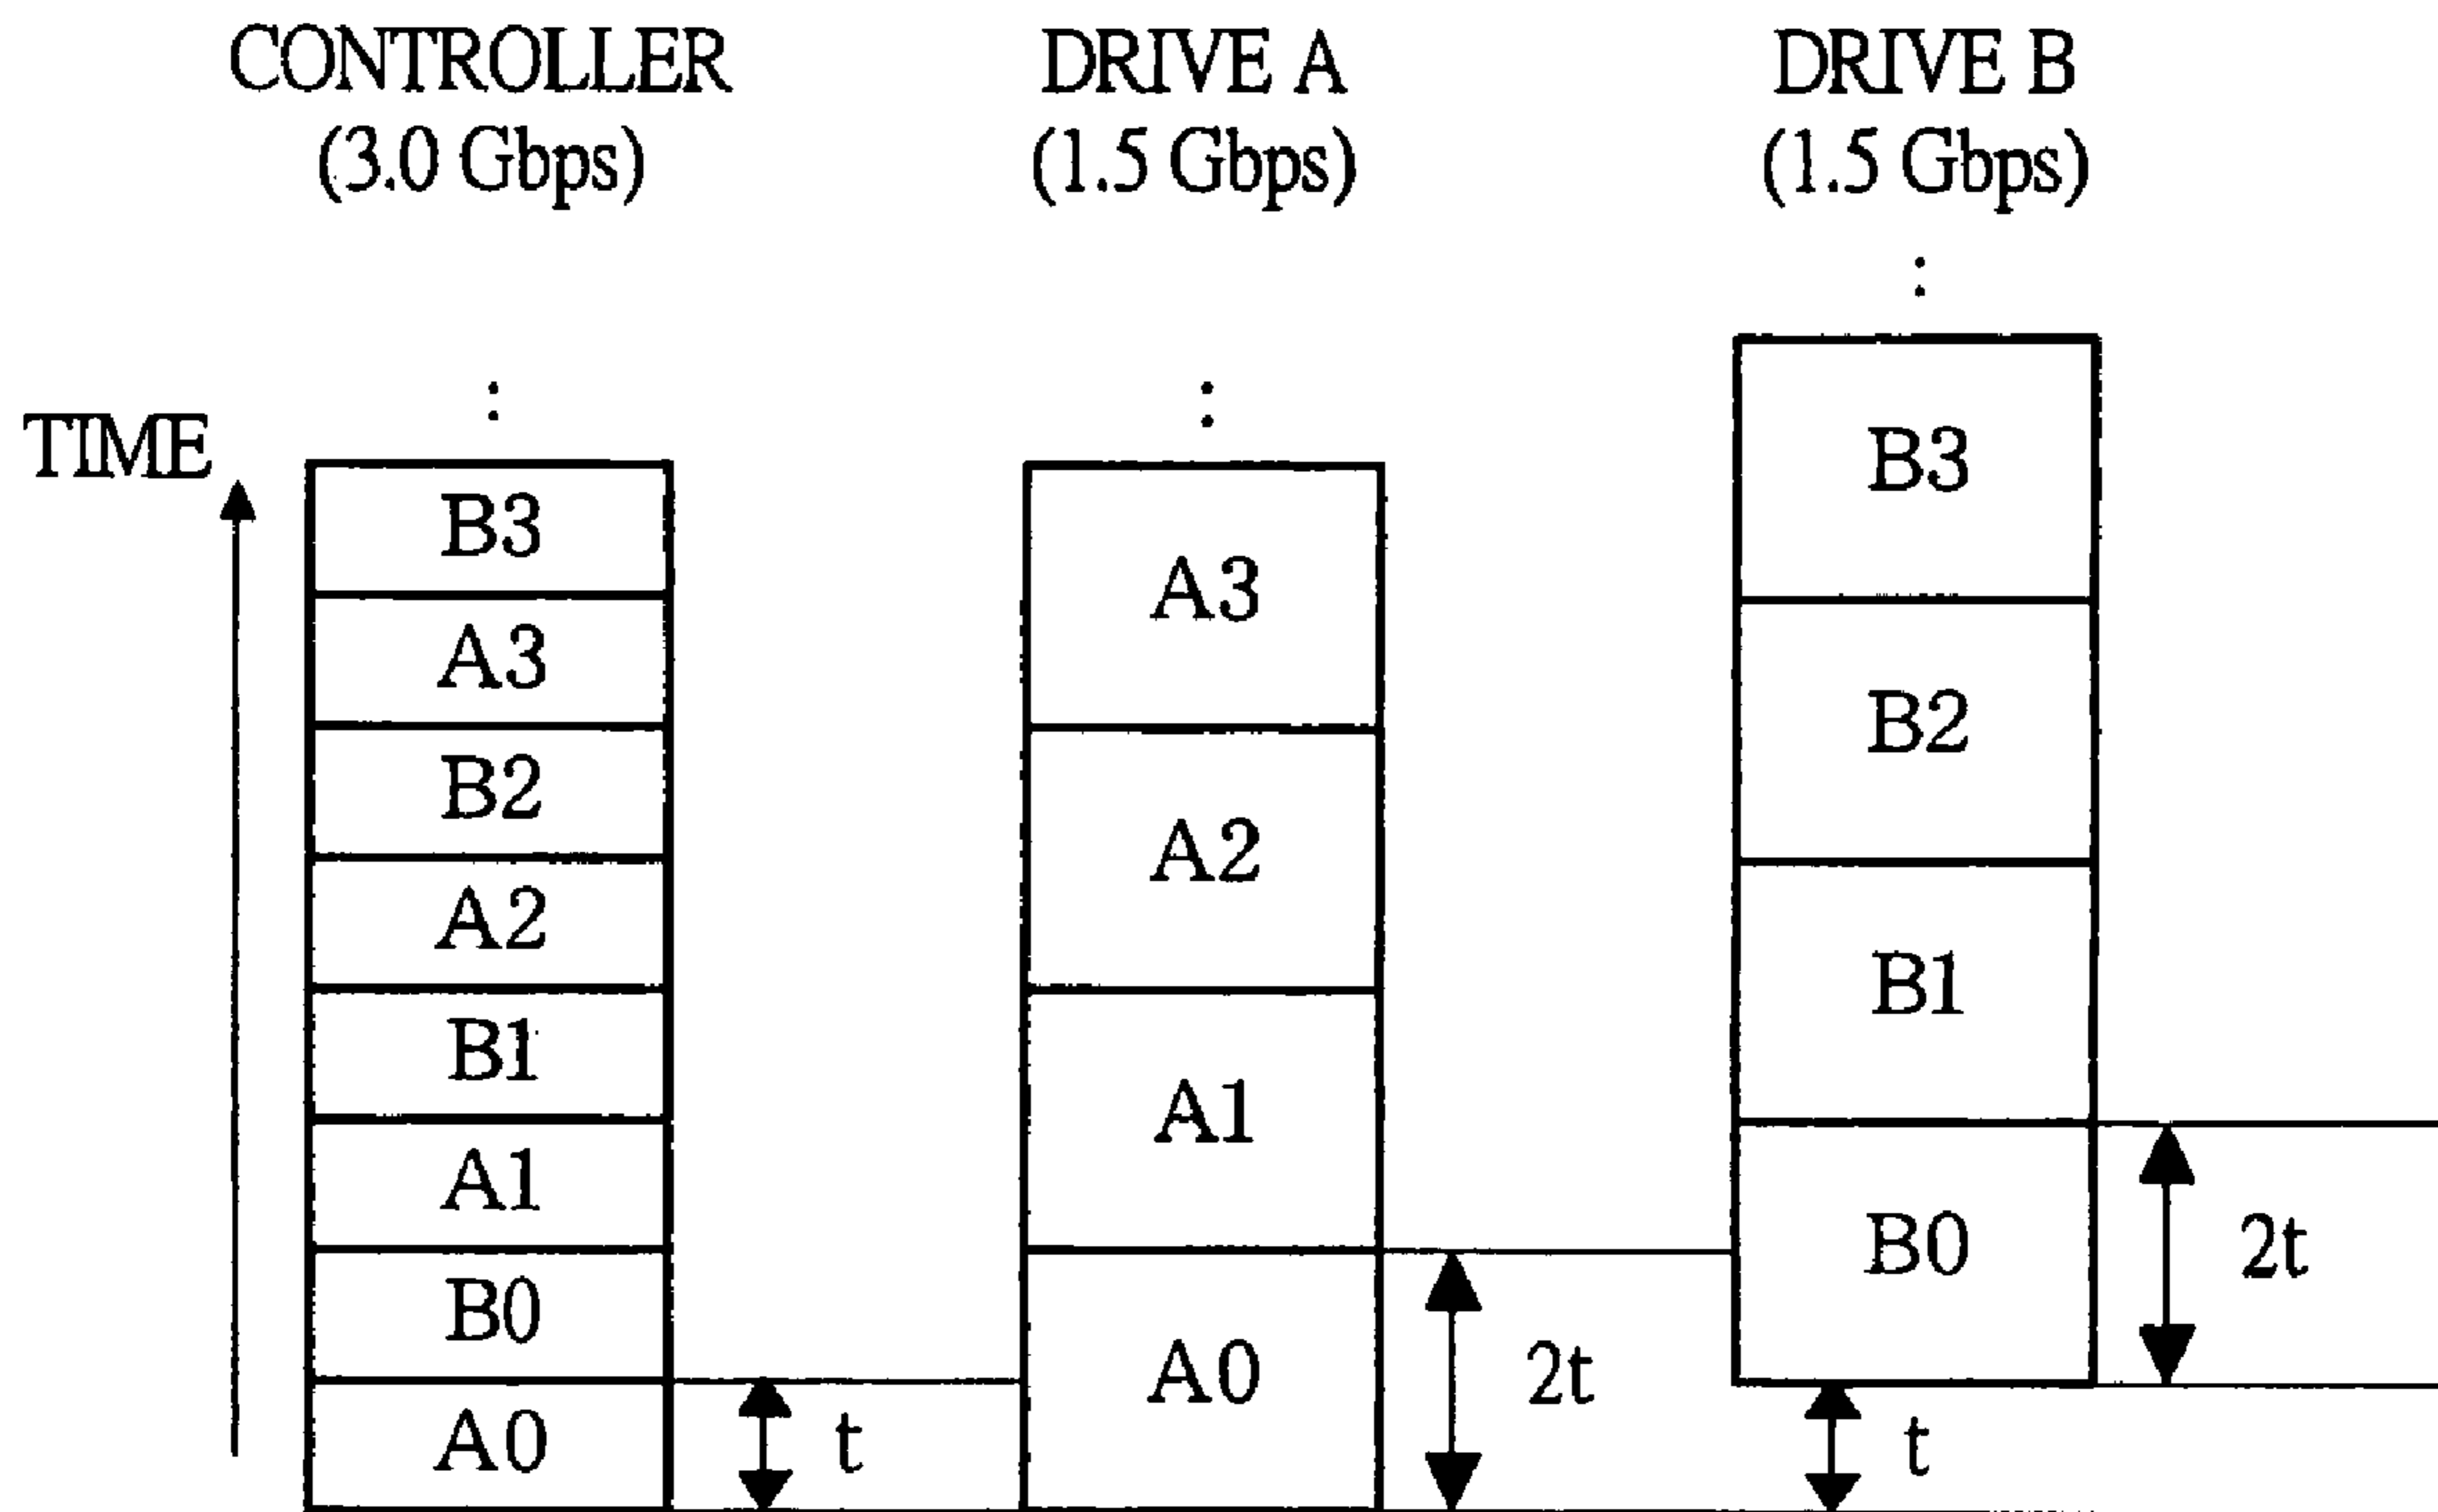 CONTROLLER
(3.0 Gbps)
DRIVE A
(1.5 Gbps)
DRIVE B
(1.5 Gbps)
:
:
:
TIME
B3
A3
B2
A2
B1
A1
B0
A0
t
A3
A2
A1
A0
2t
B3
B2
B1
B0
2t
t